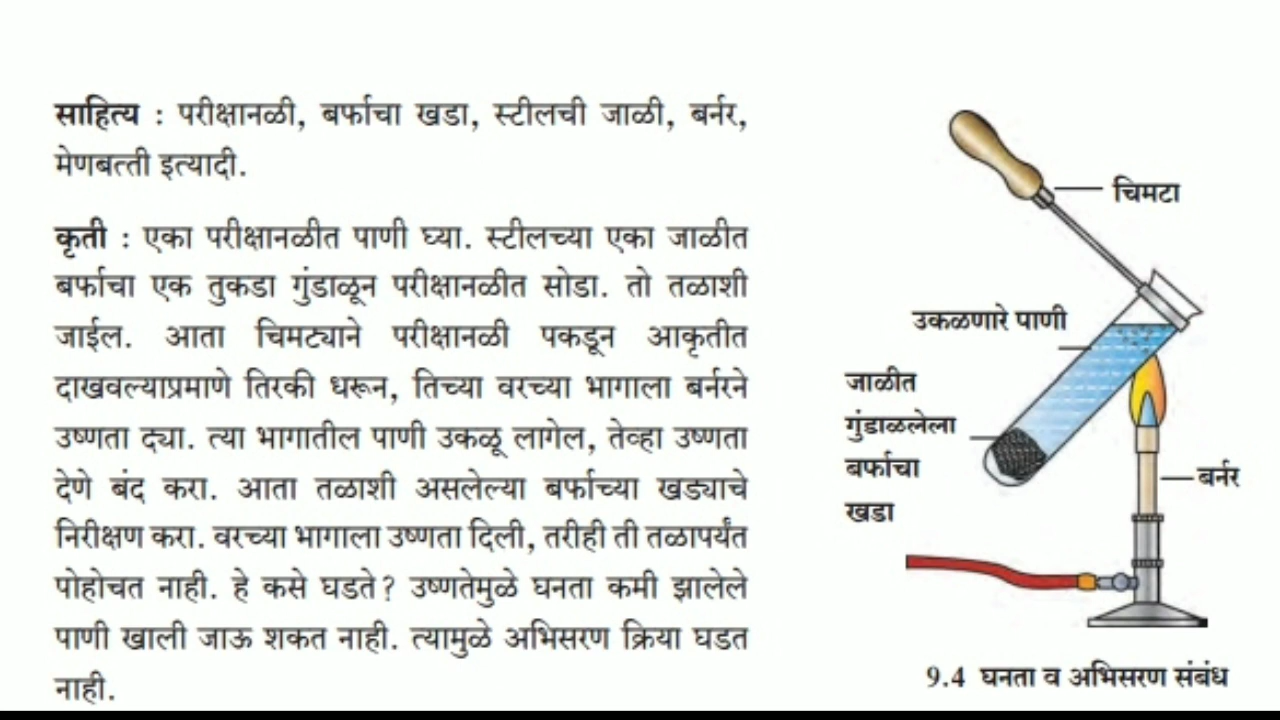 साहित्य : परीक्षानळी, बर्फाचा खडा, स्टीलची जाळी, बर्नर,
मेणबत्ती इत्यादी.
कृती : एका परीक्षानळीत पाणी घ्या. स्टीलच्या एका जाळीत
बर्फाचा एक तुकडा गुंडाळून परीक्षानळीत सोडा. तो तळाशी
जाईल. आता चिमट्याने परीक्षानळी पकडून आकृतीत
दाखवल्याप्रमाणे तिरकी धरून, तिच्या वरच्या भागाला बर्नरने
उष्णता द्या. त्या भागातील पाणी उकळू लागेल, तेव्हा उष्णता
देणे बंद करा. आता तळाशी असलेल्या बर्फाच्या खड्याचे
निरीक्षण करा. वरच्या भागाला उष्णता दिली, तरीही ती तळापर्यंत
पोहोचत नाही. हे कसे घडते? उष्णतेमुळे घनता कमी झालेले
पाणी खाली जाऊ शकत नाही. त्यामुळे अभिसरण क्रिया घडत
नाही.
चिमटा
उकळणारे पाणी
जाळीत
गुंडाळलेला
बर्फाचा
खडा
बर्नर
9.4 घनता व अभिसरण संबंध